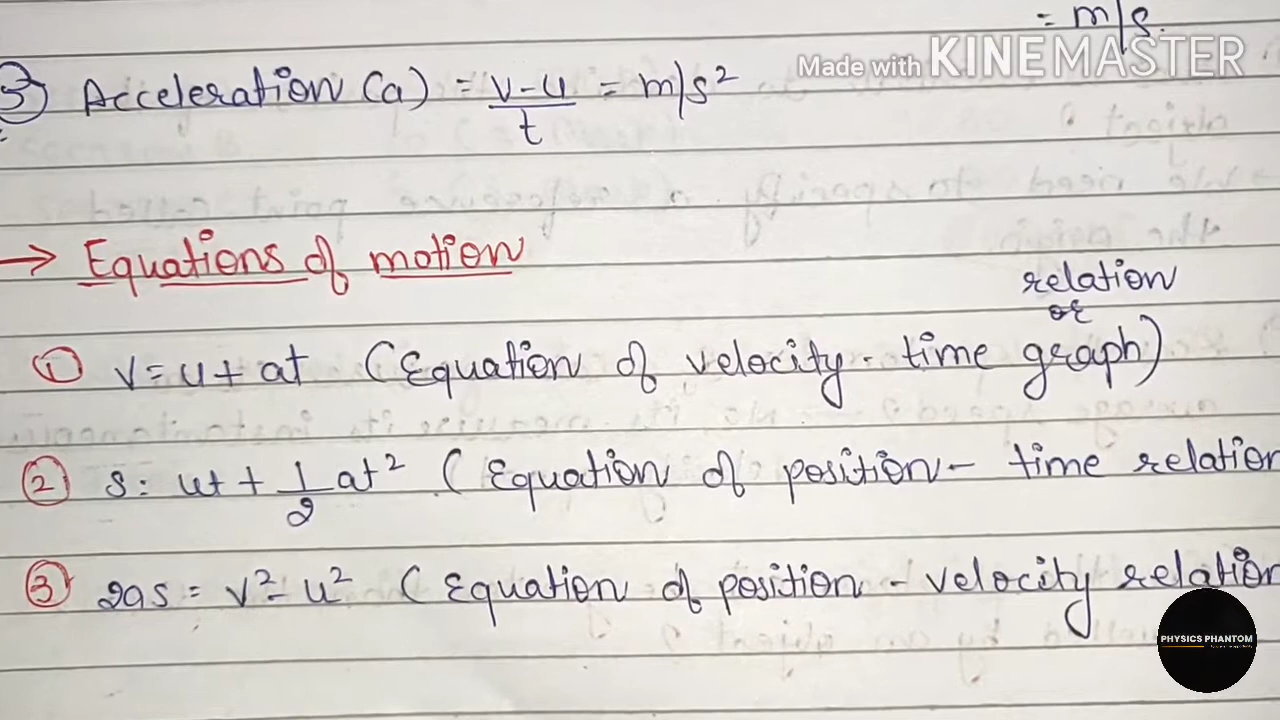 = m/s.
Made with KINEMASTER
3) Acceleration (a) = v-u/t = m/s²
→ Equations of motion
relation
or
① v = u + at (Equation of velocity - time graph)
② s = ut + 1/2 at² (Equation of position - time relation
③ 2as = v² - u² (Equation of position - velocity relation
PHYSICS PHANTOM